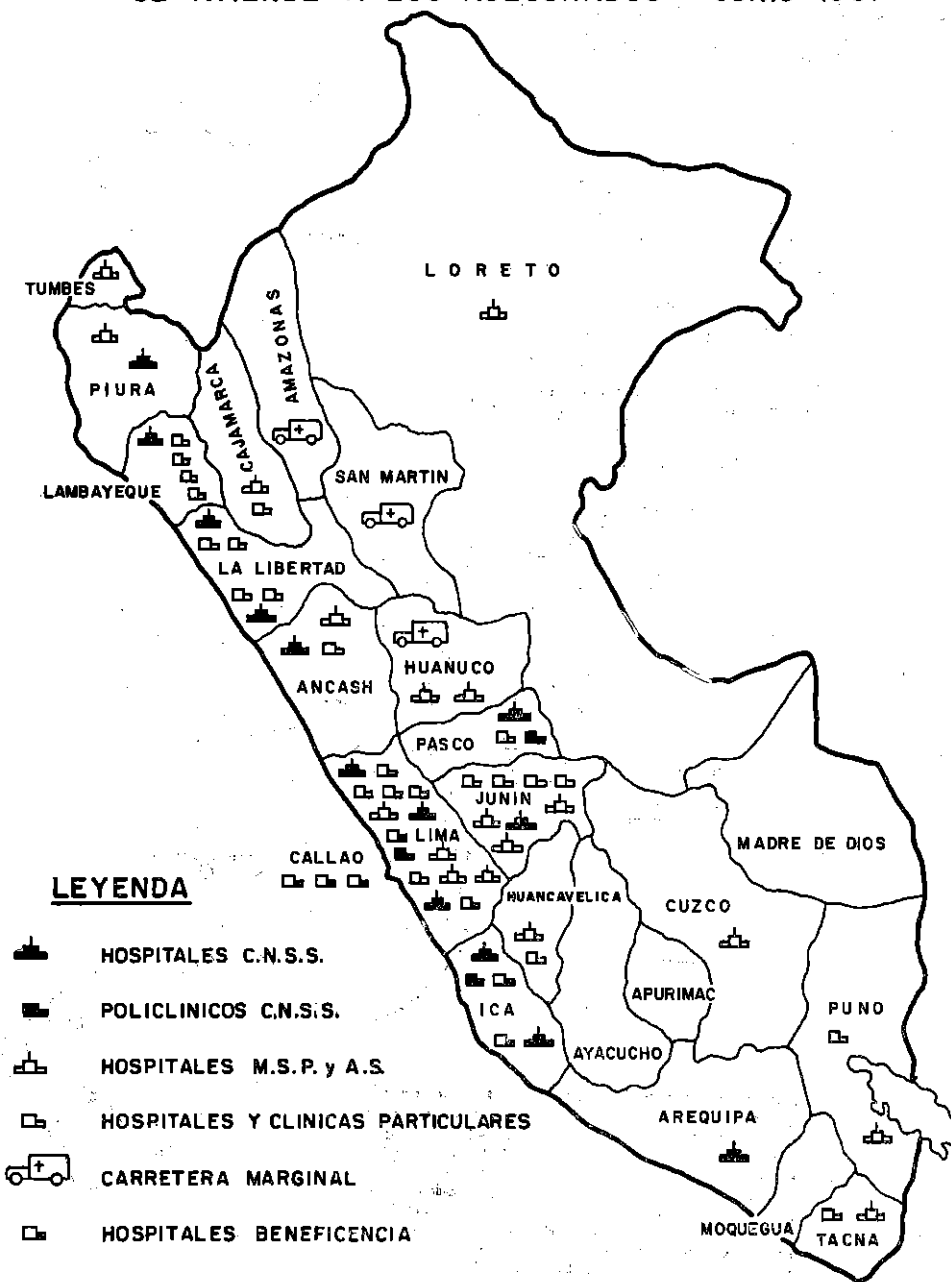 LORETO
TUMBES
PIURA
CAJAMARCA
AMAZONAS
SAN MARTIN
LAMBAYEQUE
LA LIBERTAD
ANCASH
HUANUCO
PASCO
JUNIN
LIMA
CALLAO
MADRE DE DIOS
HUANCAVELICA
CUZCO
ICA
APURIMAC
PUNO
AYACUCHO
AREQUIPA
MOQUEGUA
TACNA
LEYENDA
HOSPITALES C.N.S.S.
POLICLINICOS C.N.S.S.
HOSPITALES M.S.P. y A.S.
HOSPITALES Y CLINICAS PARTICULARES
CARRETERA MARGINAL
HOSPITALES BENEFICENCIA